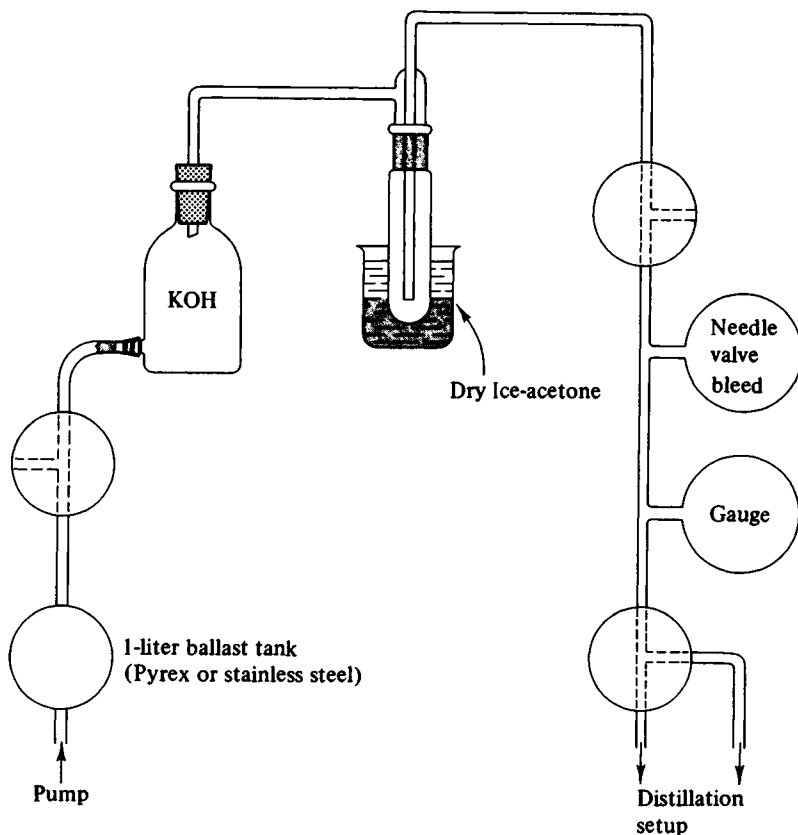 KOH
Dry Ice-acetone
Needle
valve
bleed
Gauge
1-liter ballast tank
(Pyrex or stainless steel)
Pump
Distillation
setup